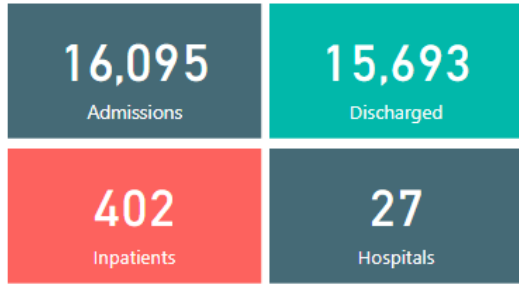 16,095
Admissions
15,693
Discharged
402
Inpatients
27
Hospitals